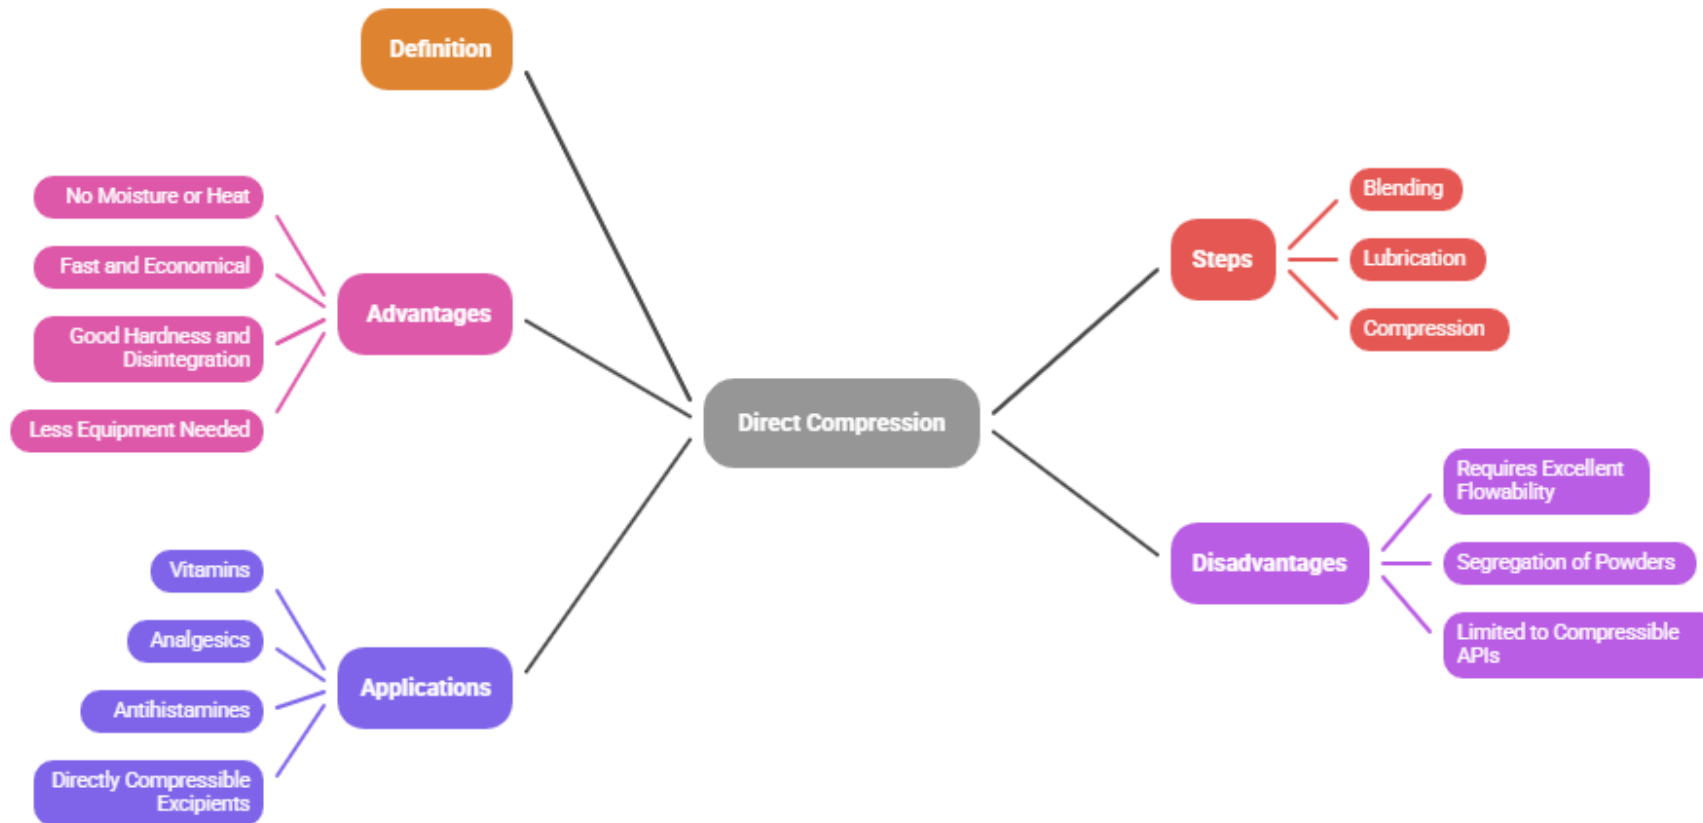 Definition
No Moisture or Heat
Fast and Economical
Good Hardness and
Disintegration
Less Equipment Needed
Advantages
Vitamins
Analgesics
Antihistamines
Directly Compressible
Excipients
Applications
Direct Compression
Steps
Blending
Lubrication
Compression
Disadvantages
Requires Excellent
Flowability
Segregation of Powders
Limited to Compressible
APIs